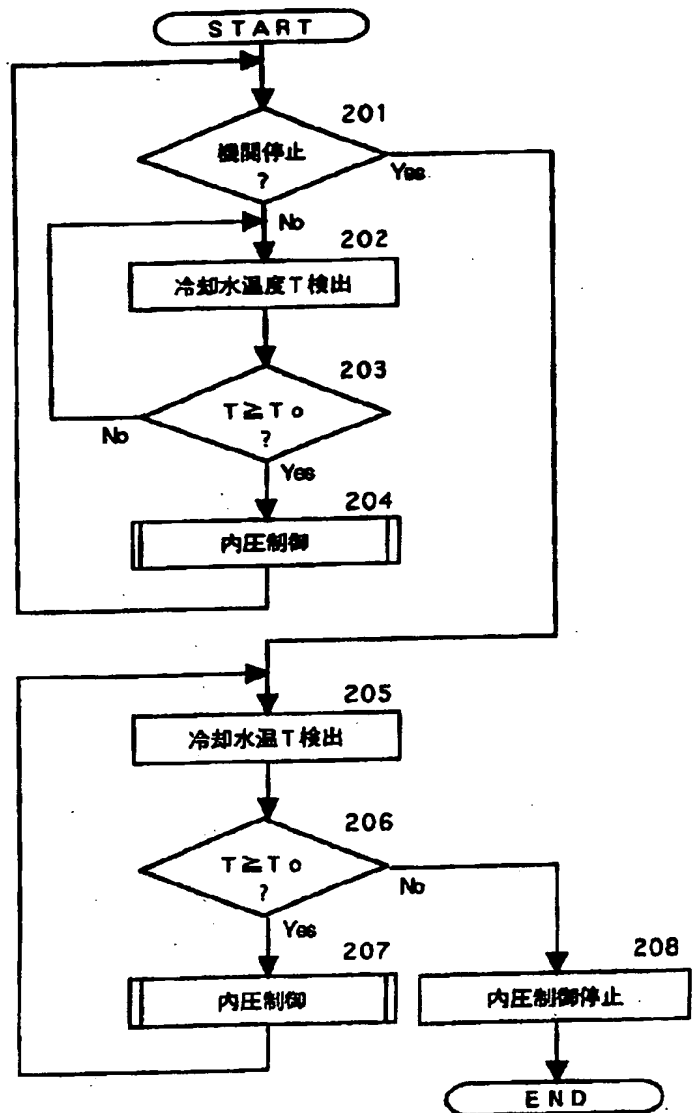 START
201
機関停止
?
Yes
No
202
冷却水温度T検出
203
T≧To
?
No
Yes
204
内圧制御
205
冷却水温T検出
206
T≧To
?
No
Yes
207
内圧制御
208
内圧制御停止
END